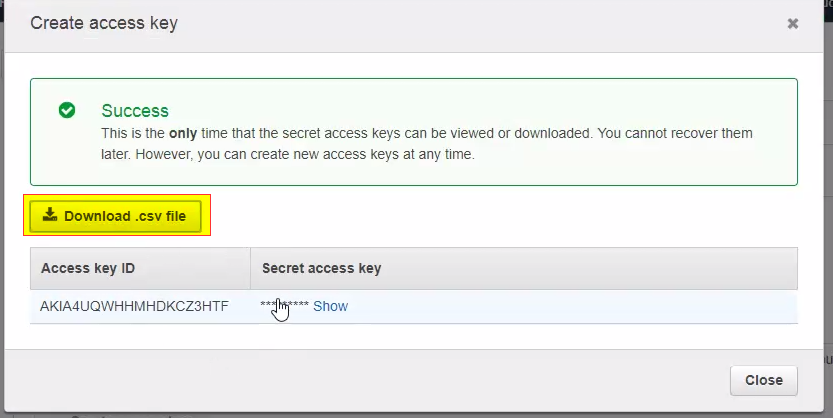 Create access key
Success
This is the only time that the secret access keys can be viewed or downloaded. You cannot recover them
later. However, you can create new access keys at any time.
Download .csv file
Access key ID Secret access key
AKIA4UQWHHMHDKCZ3HTF ********* Show
Close